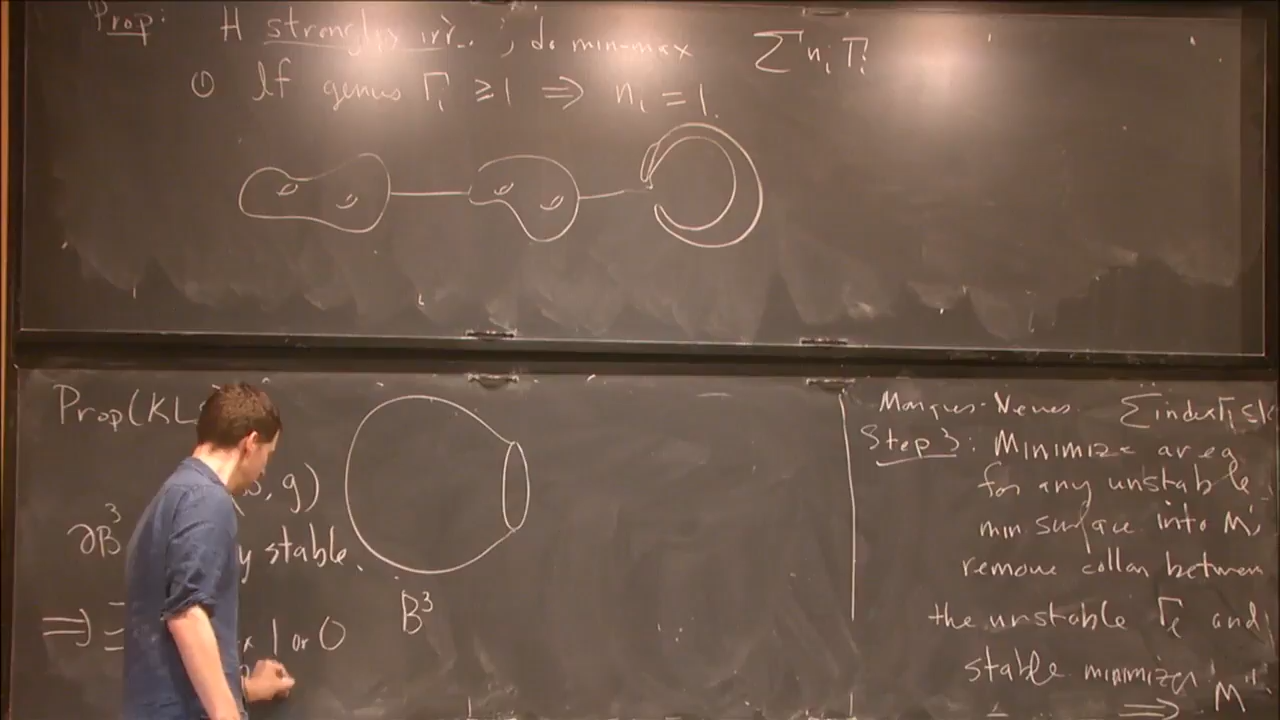 Prop: H strongly irr. ; do min-max ∑ n_i Γ_i
① If genus Γ_i ≥ 1 ⇒ n_i = 1.
Prop(KL
, g)
∂B³ y stable.
⇒ ∃ x 1 or 0
B³
Marques-Neves. ∑ index Γ_i ≤ k
Step 3: Minimize area
for any unstable
min surface into M'
remove collar between
the unstable Γ_i and
stable minimizer
⇒ M''